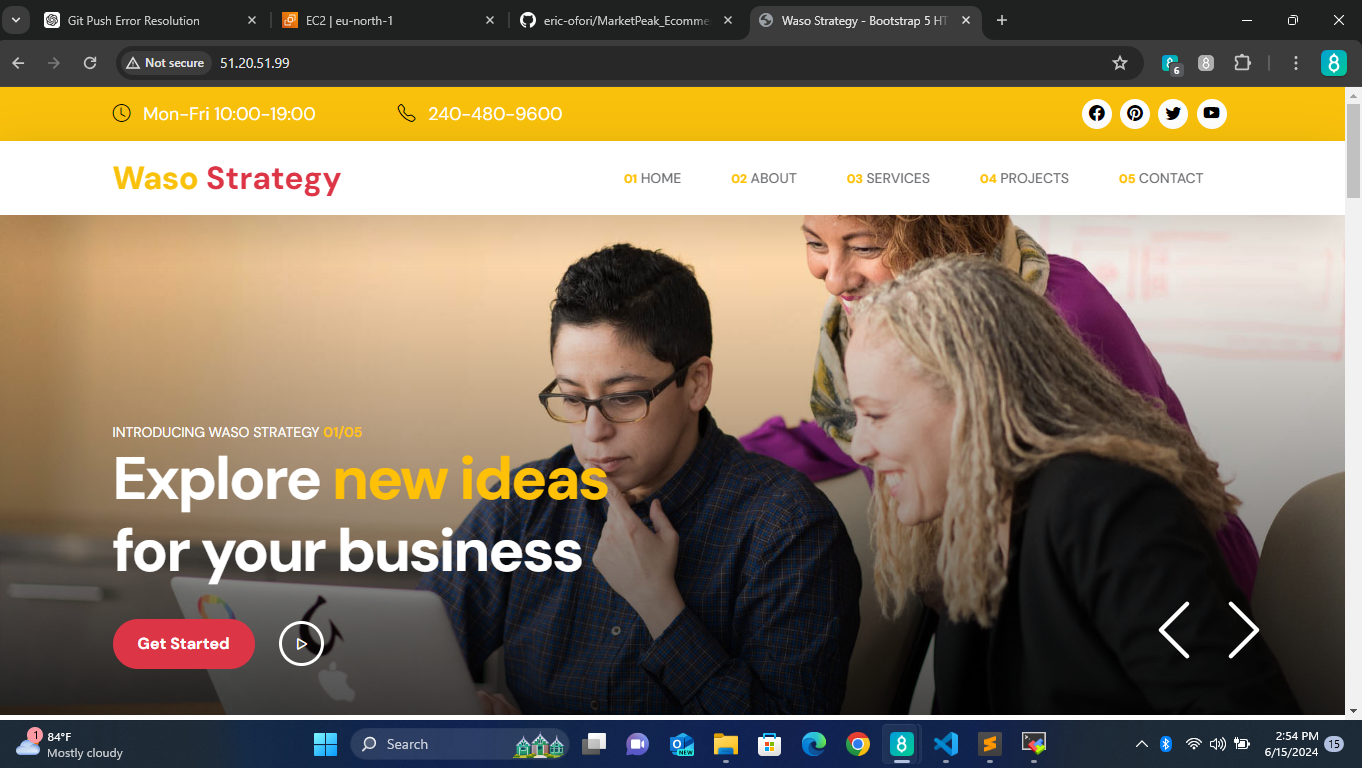 Git Push Error Resolution
EC2 | eu-north-1
eric-ofori/MarketPeak_Ecomme
Waso Strategy - Bootstrap 5 HT
Not secure
51.20.51.99
6
Mon-Fri 10:00-19:00
240-480-9600
Waso Strategy
01 HOME
02 ABOUT
03 SERVICES
04 PROJECTS
05 CONTACT
INTRODUCING WASO STRATEGY 01/05
Explore new ideas
for your business
Get Started
1
84°F
Mostly cloudy
Search
NEW
2:54 PM
6/15/2024
15